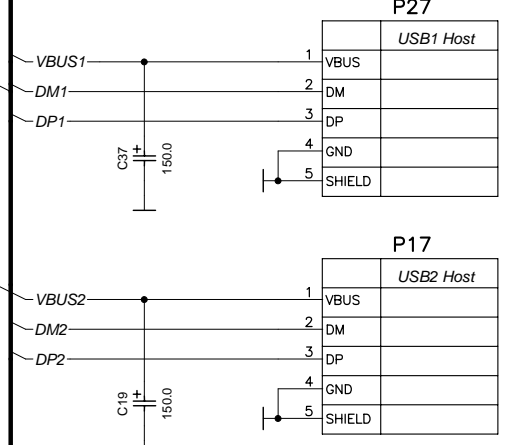 P27
USB1 Host
VBUS1 1 VBUS
DM1 2 DM
DP1 3 DP
4 GND
C37 + 150.0
5 SHIELD
P17
USB2 Host
VBUS2 1 VBUS
DM2 2 DM
DP2 3 DP
4 GND
C19 + 150.0
5 SHIELD